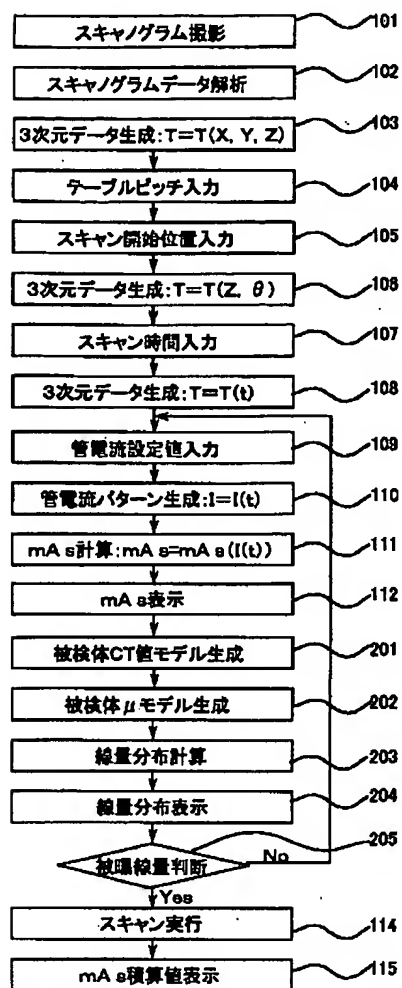 スキャノグラム撮影 101
スキャノグラムデータ解析 102
3次元データ生成:T=T(X, Y, Z) 103
テーブルピッチ入力 104
スキャン開始位置入力 105
3次元データ生成:T=T(Z, θ) 106
スキャン時間入力 107
3次元データ生成:T=T(t) 108
管電流設定値入力 109
管電流パターン生成:I=I(t) 110
mAs計算:mAs=mAs(I(t)) 111
mAs表示 112
被検体CT値モデル生成 201
被検体μモデル生成 202
線量分布計算 203
線量分布表示 204
被曝線量判断 No 205
Yes
スキャン実行 114
mAs積算値表示 115